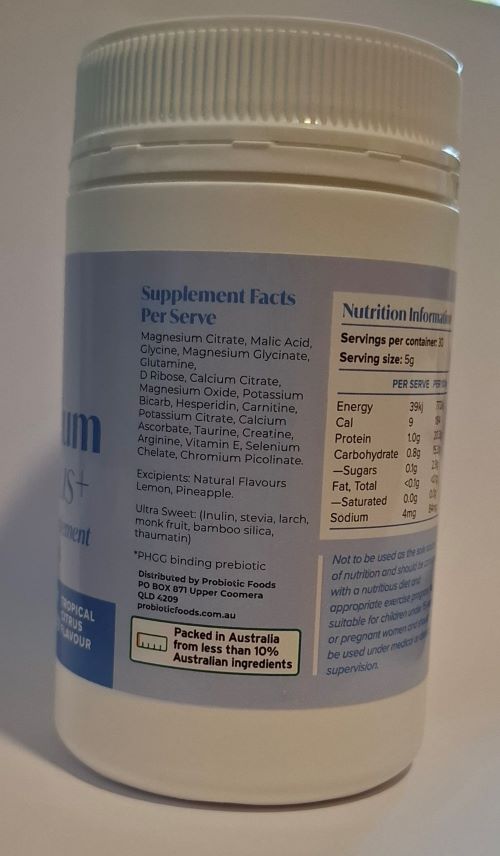 um
us+
TROPICAL
CITRUS
FLAVOUR
Supplement Facts
Per Serve
Magnesium Citrate, Malic Acid,
Glycine, Magnesium Glycinate,
Glutamine,
D Ribose, Calcium Citrate,
Magnesium Oxide, Potassium
Bicarb, Hesperidin, Carnitine,
Potassium Citrate, Calcium
Ascorbate, Taurine, Creatine,
Arginine, Vitamin E, Selenium
Chelate, Chromium Picolinate.
Excipients: Natural Flavours
Lemon, Pineapple.
Ultra Sweet: (Inulin, stevia, larch,
monk fruit, bamboo silica,
thaumatin)
*PHGG binding prebiotic
Distributed by Probiotic Foods
PO BOX 871 Upper Coomera
QLD 4209
probioticfoods.com.au
Packed in Australia
from less than 10%
Australian ingredients
Nutrition Information
Servings per container: 30
Serving size: 5g
PER SERVE PER
Energy 39kj
Cal 9
Protein 1.0g
Carbohydrate 0.8g
—Sugars 0.1g
Fat, Total <0.1g
—Saturated 0.0g
Sodium 4mg
Not to be used as the sole
of nutrition and should be
with a nutritious diet and
appropriate exercise
suitable for children under
or pregnant women and
be used under medical
supervision.